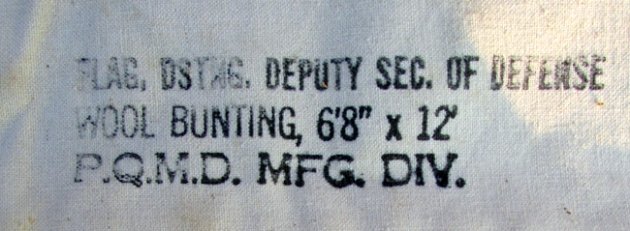 FLAG, DSTNG. DEPUTY SEC. OF DEFENSE
WOOL BUNTING, 6'8" x 12'
P.Q.M.D. MFG. DIV.